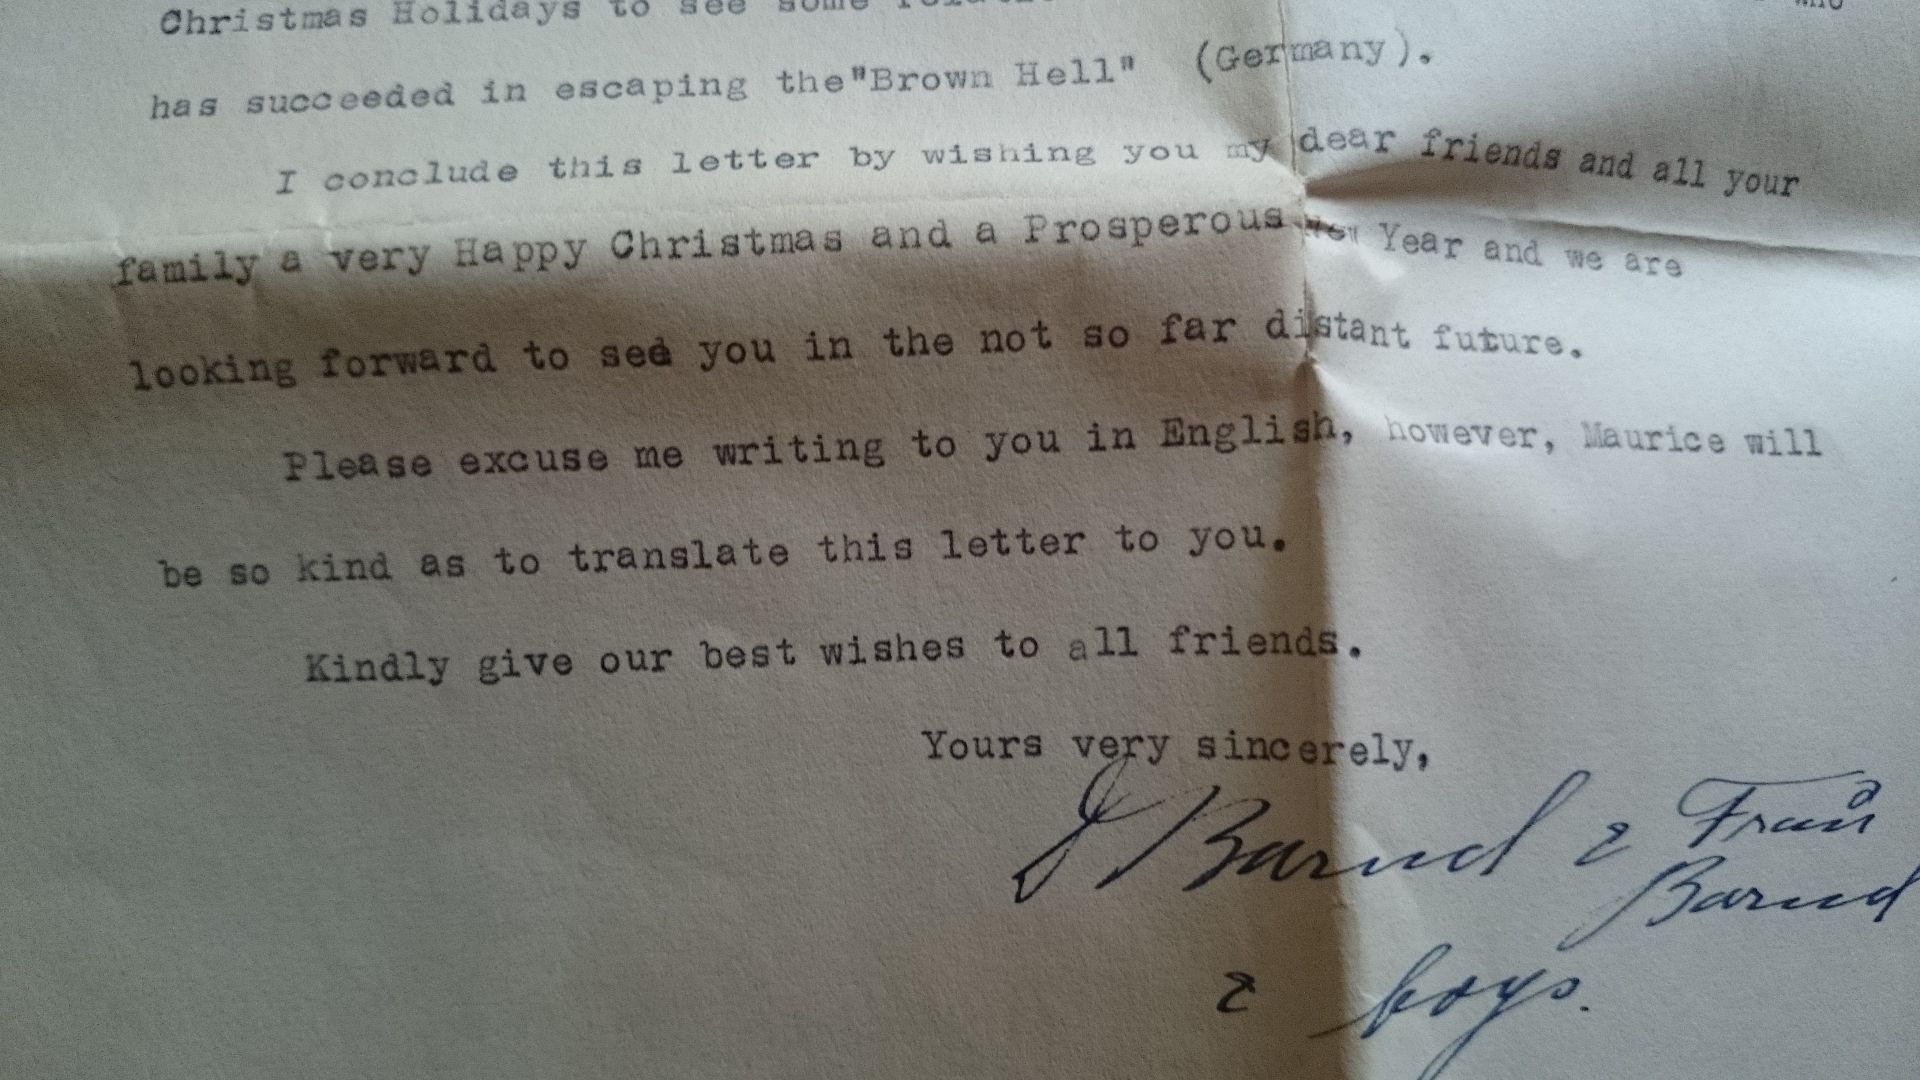 Christmas Holidays to see some
has succeeded in escaping the"Brown Hell" (Germany).
I conclude this letter by wishing you my dear friends and all your
family a very Happy Christmas and a Prosperous New Year and we are
looking forward to see you in the not so far distant future.
Please excuse me writing to you in English, however, Maurice will
be so kind as to translate this letter to you.
Kindly give our best wishes to all friends.
Yours very sincerely,
J Barud & Frau
Barud
& boys.